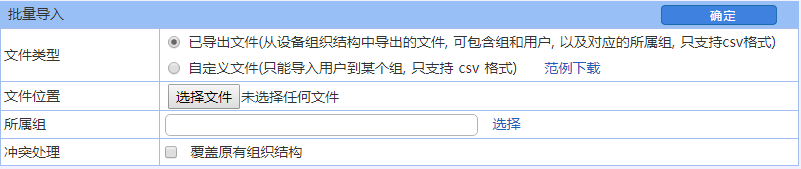 批量导入 确定
文件类型
已导出文件(从设备组织结构中导出的文件, 可包含组和用户, 以及对应的所属组, 只支持csv格式)
自定义文件(只能导入用户到某个组, 只支持 csv 格式) 范例下载
文件位置 选择文件 未选择任何文件
所属组 选择
冲突处理 覆盖原有组织结构